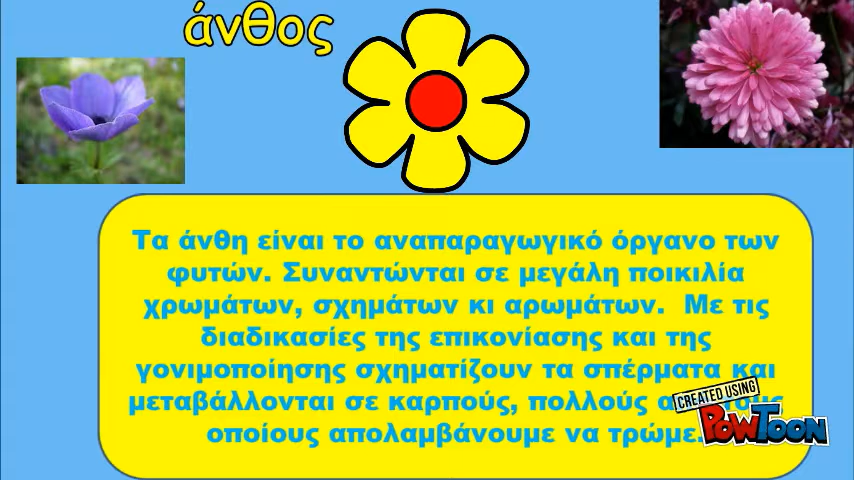 άνθος
Τα άνθη είναι το αναπαραγωγικό όργανο των
φυτών. Συναντώνται σε μεγάλη ποικιλία
χρωμάτων, σχημάτων κι αρωμάτων. Με τις
διαδικασίες της επικονίασης και της
γονιμοποίησης σχηματίζουν τα σπέρματα και
μεταβάλλονται σε καρπούς, πολλούς
οποίους απολαμβάνουμε να τρώμε.
CREATED USING
POWTOON